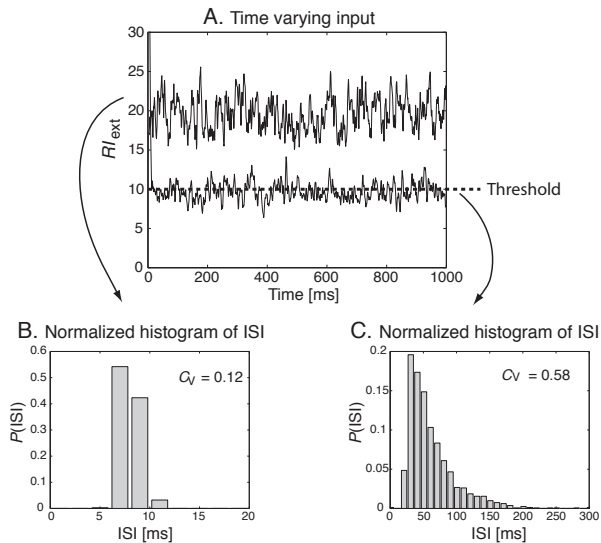 A. Time varying input
30
25
20
15
10
5
0
RI_ext
Threshold
0 200 400 600 800 1000
Time [ms]
B. Normalized histogram of ISI
0.6
0.5
0.4
0.3
0.2
0.1
0
P(ISI)
C_V = 0.12
0 5 10 15 20
ISI [ms]
C. Normalized histogram of ISI
0.2
0.15
0.1
0.05
0
P(ISI)
C_V = 0.58
0 50 100 150 200 250 300
ISI [ms]